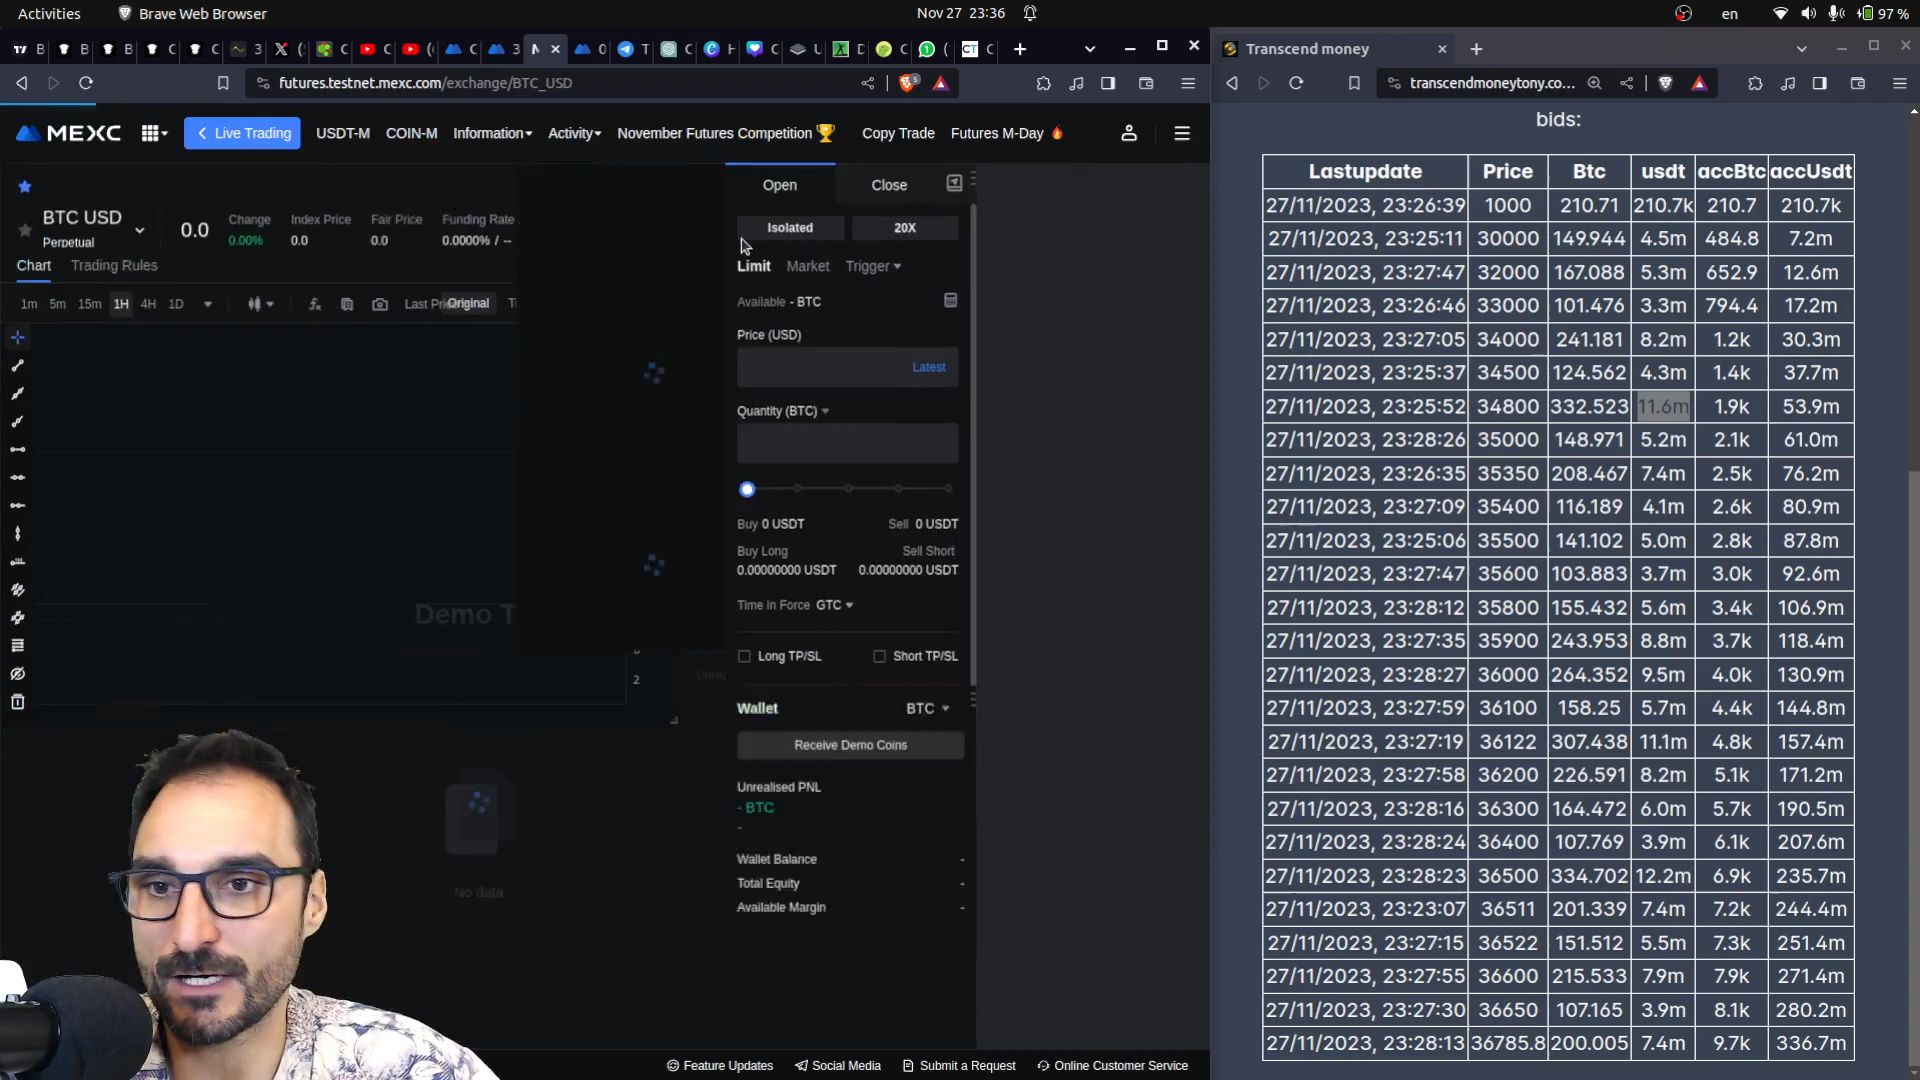 Activities Brave Web Browser Nov 27 23:36 en 97 %
Transcend money
futures.testnet.mexc.com/exchange/BTC_USD 5 transcendmoneytony.co...
MEXC Live Trading USDT-M COIN-M Information Activity November Futures Competition Copy Trade Futures M-Day
Open Close
BTC USD
Perpetual
0.0
Change
0.00%
Index Price
0.0
Fair Price
0.0
Funding Rate
0.0000% / --
Isolated 20X
Chart Trading Rules
Limit Market Trigger
1m 5m 15m 1H 4H 1D Last Pri Original
Available - BTC
Price (USD)
Latest
Quantity (BTC)
Buy 0 USDT Sell 0 USDT
Buy Long Sell Short
0.00000000 USDT 0.00000000 USDT
Time in Force GTC
Demo T
Long TP/SL Short TP/SL
2
Wallet BTC
Receive Demo Coins
Unrealised PNL
- BTC
-
Wallet Balance -
Total Equity -
Available Margin -
No data
Feature Updates Social Media Submit a Request Online Customer Service
bids:
Lastupdate Price Btc usdt accBtc accUsdt
27/11/2023, 23:26:39 1000 210.71 210.7k 210.7 210.7k
27/11/2023, 23:25:11 30000 149.944 4.5m 484.8 7.2m
27/11/2023, 23:27:47 32000 167.088 5.3m 652.9 12.6m
27/11/2023, 23:26:46 33000 101.476 3.3m 794.4 17.2m
27/11/2023, 23:27:05 34000 241.181 8.2m 1.2k 30.3m
27/11/2023, 23:25:37 34500 124.562 4.3m 1.4k 37.7m
27/11/2023, 23:25:52 34800 332.523 11.6m 1.9k 53.9m
27/11/2023, 23:28:26 35000 148.971 5.2m 2.1k 61.0m
27/11/2023, 23:26:35 35350 208.467 7.4m 2.5k 76.2m
27/11/2023, 23:27:09 35400 116.189 4.1m 2.6k 80.9m
27/11/2023, 23:25:06 35500 141.102 5.0m 2.8k 87.8m
27/11/2023, 23:27:47 35600 103.883 3.7m 3.0k 92.6m
27/11/2023, 23:28:12 35800 155.432 5.6m 3.4k 106.9m
27/11/2023, 23:27:35 35900 243.953 8.8m 3.7k 118.4m
27/11/2023, 23:28:27 36000 264.352 9.5m 4.0k 130.9m
27/11/2023, 23:27:59 36100 158.25 5.7m 4.4k 144.8m
27/11/2023, 23:27:19 36122 307.438 11.1m 4.8k 157.4m
27/11/2023, 23:27:58 36200 226.591 8.2m 5.1k 171.2m
27/11/2023, 23:28:16 36300 164.472 6.0m 5.7k 190.5m
27/11/2023, 23:28:24 36400 107.769 3.9m 6.1k 207.6m
27/11/2023, 23:28:23 36500 334.702 12.2m 6.9k 235.7m
27/11/2023, 23:23:07 36511 201.339 7.4m 7.2k 244.4m
27/11/2023, 23:27:15 36522 151.512 5.5m 7.3k 251.4m
27/11/2023, 23:27:55 36600 215.533 7.9m 7.9k 271.4m
27/11/2023, 23:27:30 36650 107.165 3.9m 8.1k 280.2m
27/11/2023, 23:28:13 36785.8 200.005 7.4m 9.7k 336.7m